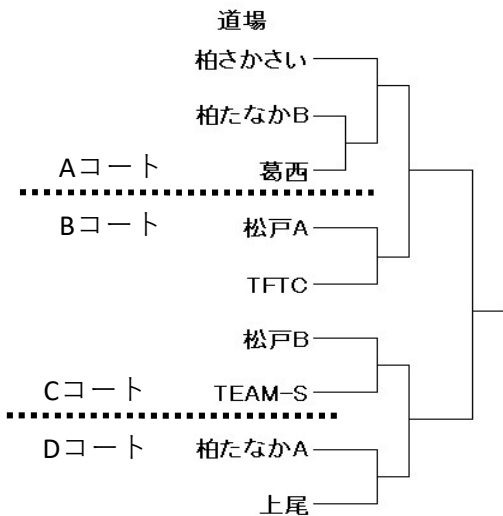 道場
柏さかさい
柏たなかB
Aコート 葛西
Bコート 松戸A
TFTC
松戸B
Cコート TEAM-S
Dコート 柏たなかA
上尾